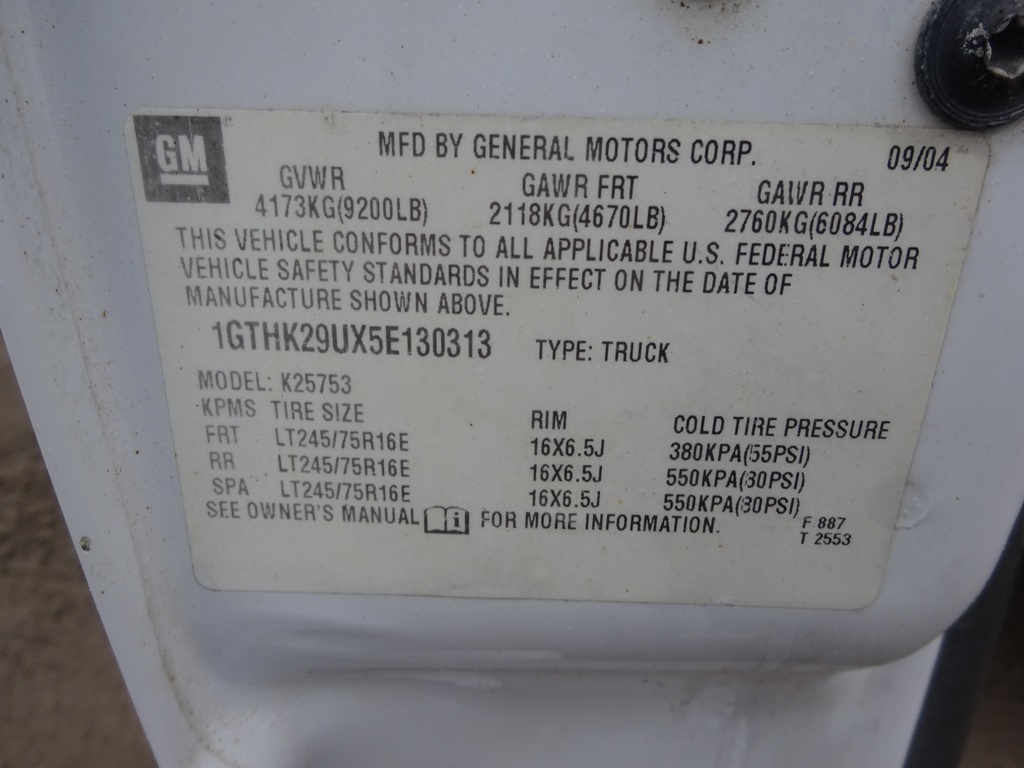 GM
MFD BY GENERAL MOTORS CORP. 09/04
GVWR GAWR FRT GAWR RR
4173KG(9200LB) 2118KG(4670LB) 2760KG(6084LB)
THIS VEHICLE CONFORMS TO ALL APPLICABLE U.S. FEDERAL MOTOR
VEHICLE SAFETY STANDARDS IN EFFECT ON THE DATE OF
MANUFACTURE SHOWN ABOVE.
1GTHK29UX5E130313 TYPE: TRUCK
MODEL: K25753
KPMS TIRE SIZE RIM COLD TIRE PRESSURE
FRT LT245/75R16E 16X6.5J 380KPA(55PSI)
RR LT245/75R16E 16X6.5J 550KPA(80PSI)
SPA LT245/75R16E 16X6.5J 550KPA(80PSI)
SEE OWNER'S MANUAL i FOR MORE INFORMATION. F 887
T 2553